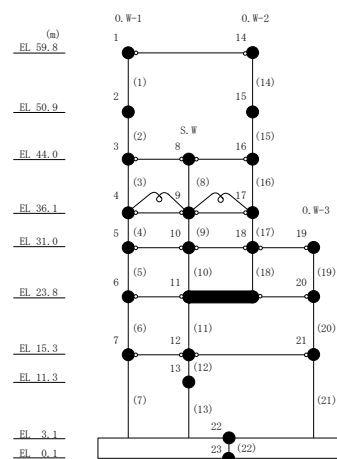 O.W-1 O.W-2
(m) 1 14
EL 59.8
(1) (14)
2 15
EL 50.9
(2) S.W (15)
3 8 16
EL 44.0
(3) (8) (16)
4 9 17
EL 36.1
O.W-3
5 (4) 10 (9) 18 (17) 19
EL 31.0
(5) (10) (18) (19)
6 11 20
EL 23.8
(6) (11) (20)
7 12 21
EL 15.3
13 (12)
EL 11.3
(7) (13) (21)
22
EL 3.1
23 (22)
EL 0.1